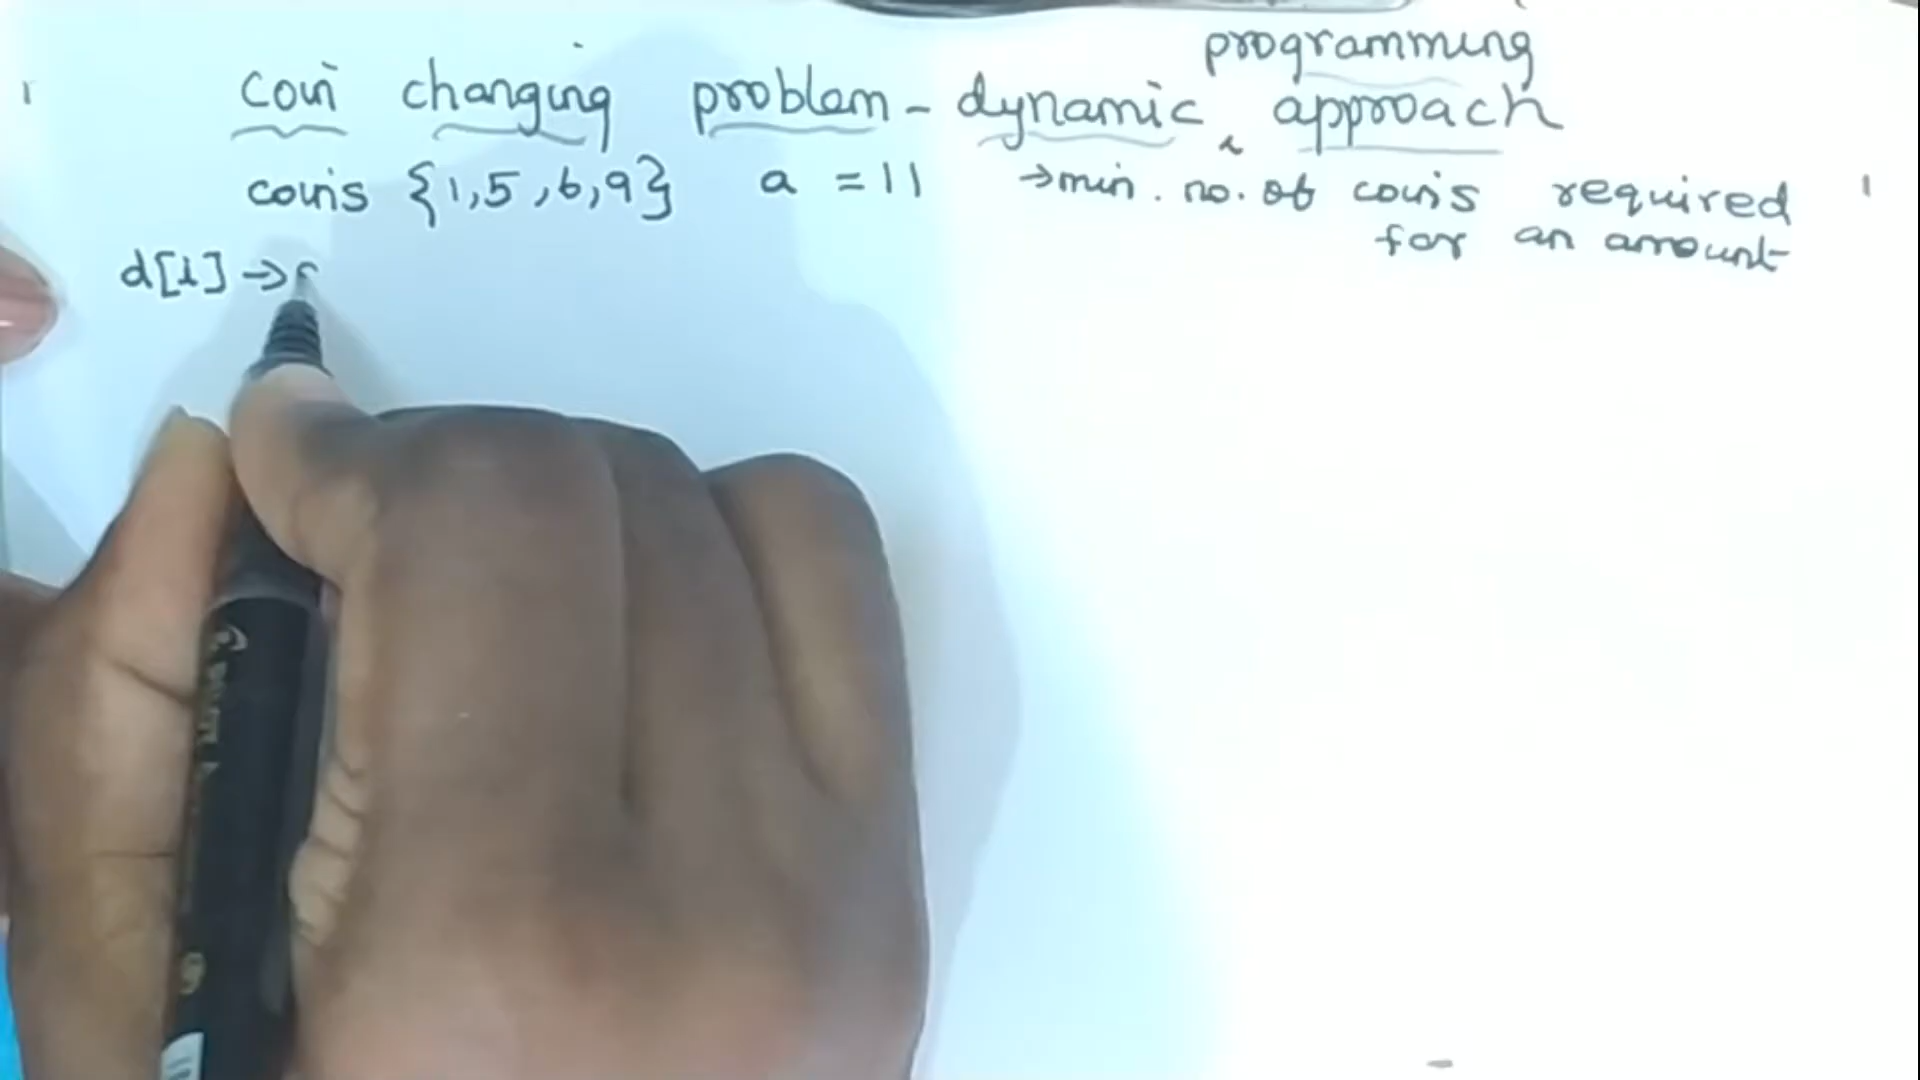 programming
coin changing problem - dynamic approach
coins {1,5,6,9} a = 11 →min. no. of coins required
for an amount
d[i] →